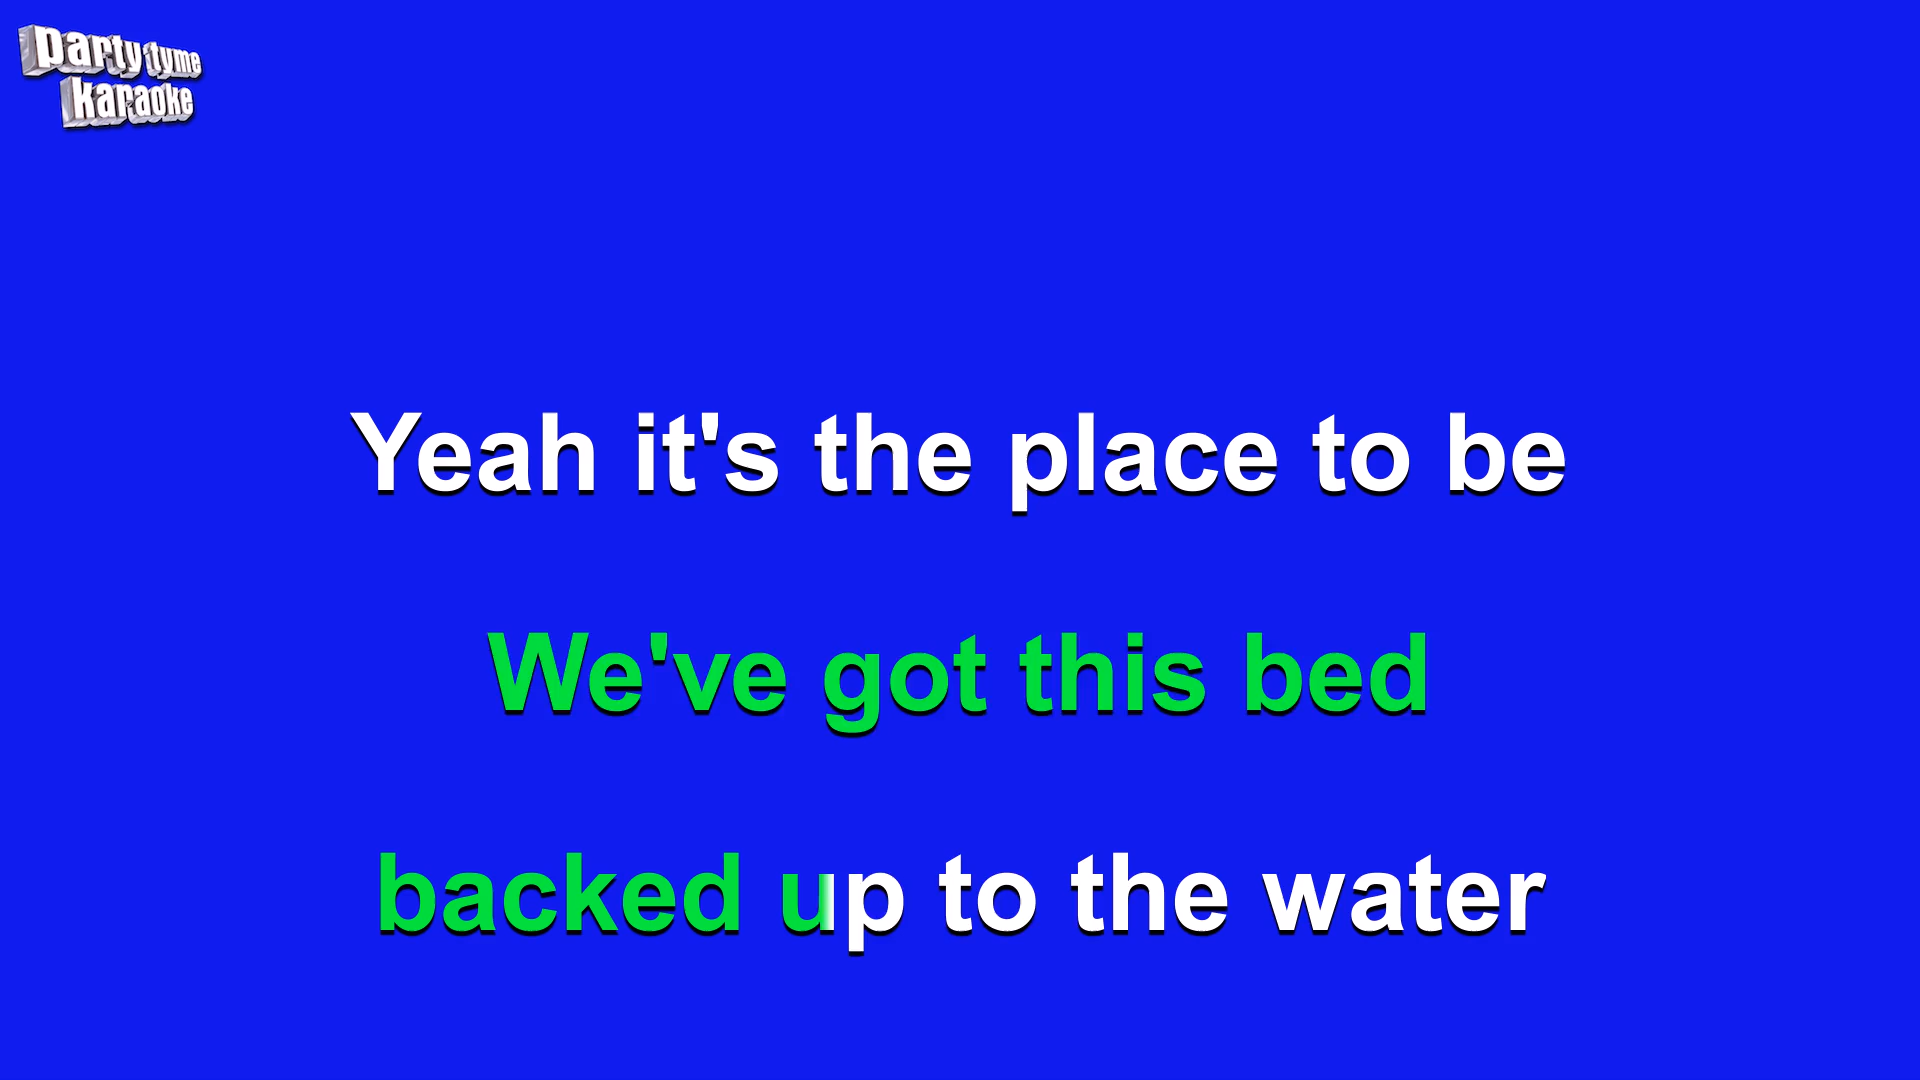 party tyme
karaoke
Yeah it's the place to be
We've got this bed
backed up to the water